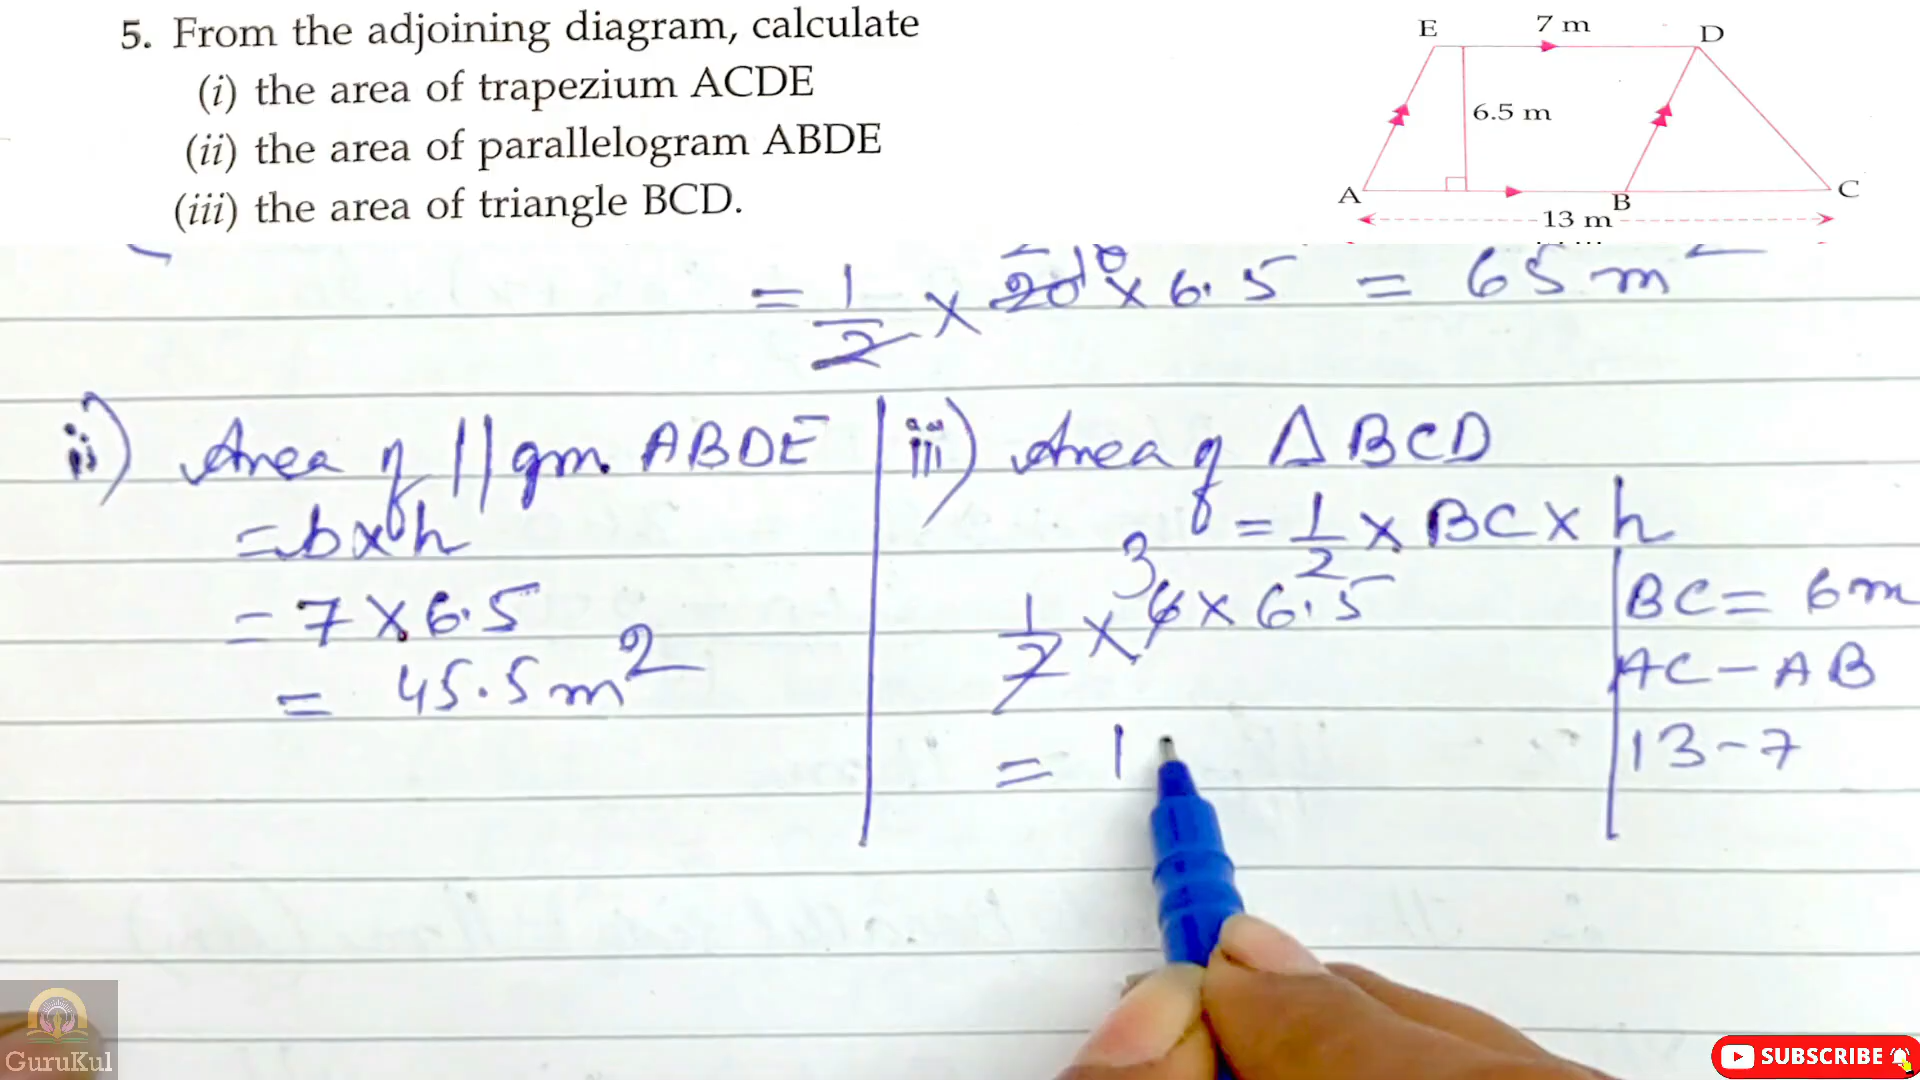 5. From the adjoining diagram, calculate
(i) the area of trapezium ACDE
(ii) the area of parallelogram ABDE
(iii) the area of triangle BCD.
E 7 m D
6.5 m
A B C
13 m
= 1/2 × 20 10 × 6.5 = 65 m²
ii) Area of ||gm. ABDE
= b × h
= 7 × 6.5
= 45.5 m²
iii) Area of Δ BCD
= 1/2 × BC × h
1/2 × 6 3 × 6.5
= 1
BC = 6m
AC - AB
13 - 7
GuruKul
SUBSCRIBE